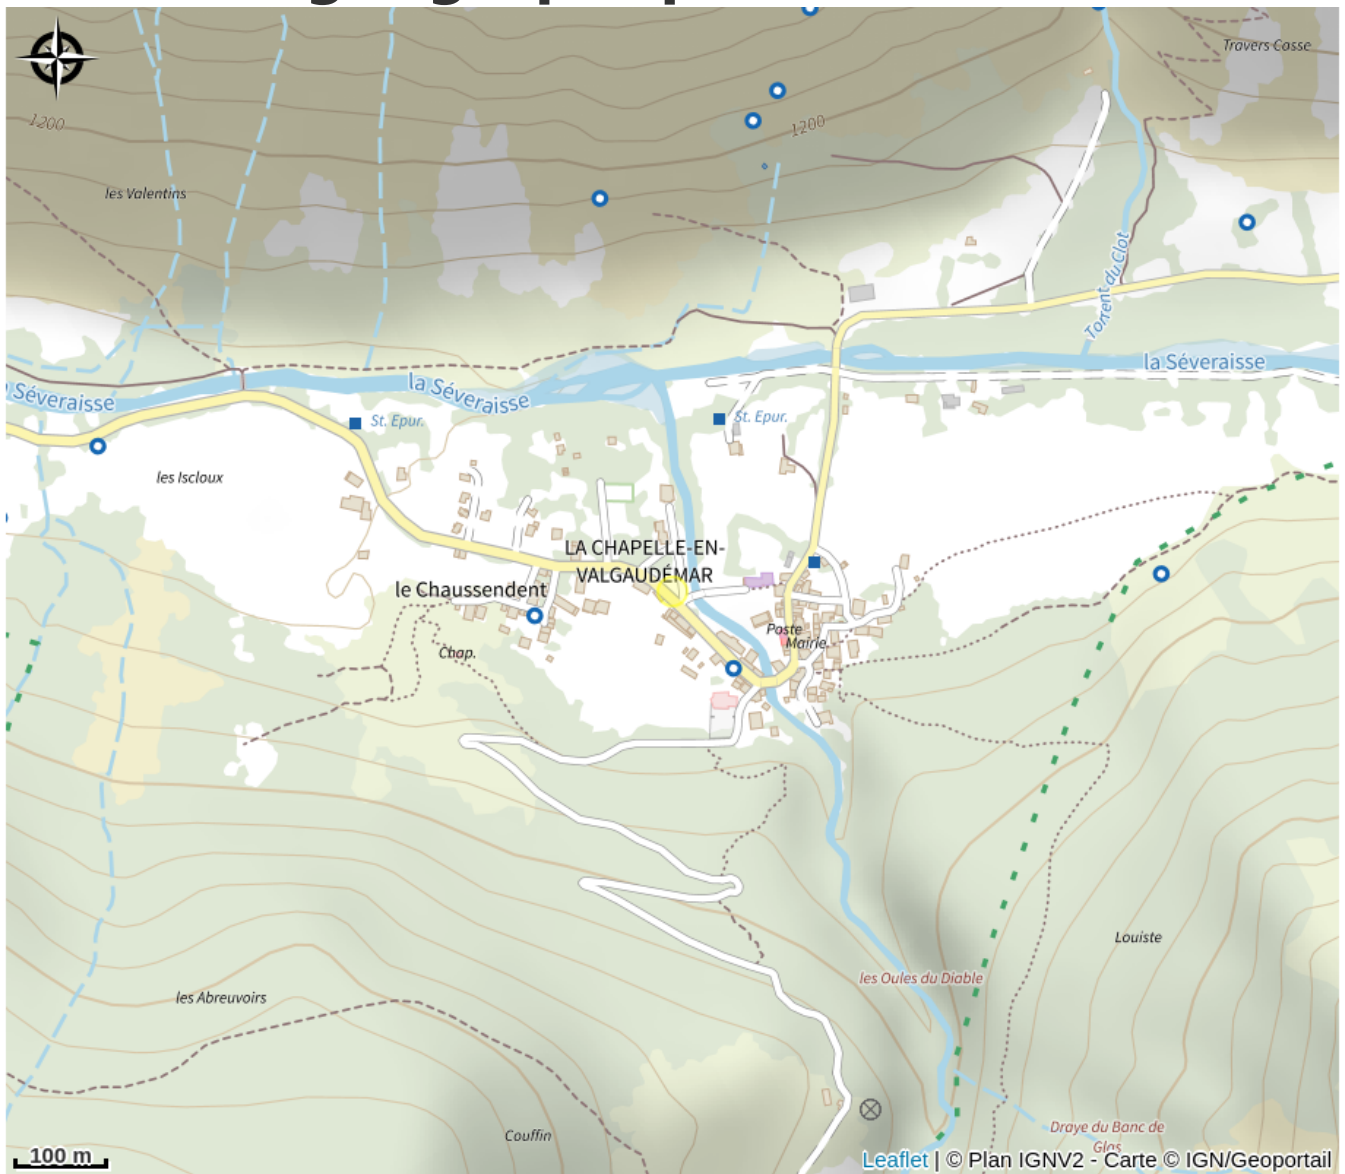 Travers Casse
1200
1200
les Valentins
Torrent du Clot
la Séveraisse
la Séveraisse
Séveraisse
St. Epur.
St. Epur.
les Iscloux
LA CHAPELLE-EN-
VALGAUDÉMAR
le Chaussendent
Poste
Mairie
Chap.
Louiste
les Oules du Diable
les Abreuvoirs
Couffin
Draye du Banc de
Glas
100 m
Leaflet | © Plan IGNV2 - Carte © IGN/Geoportail